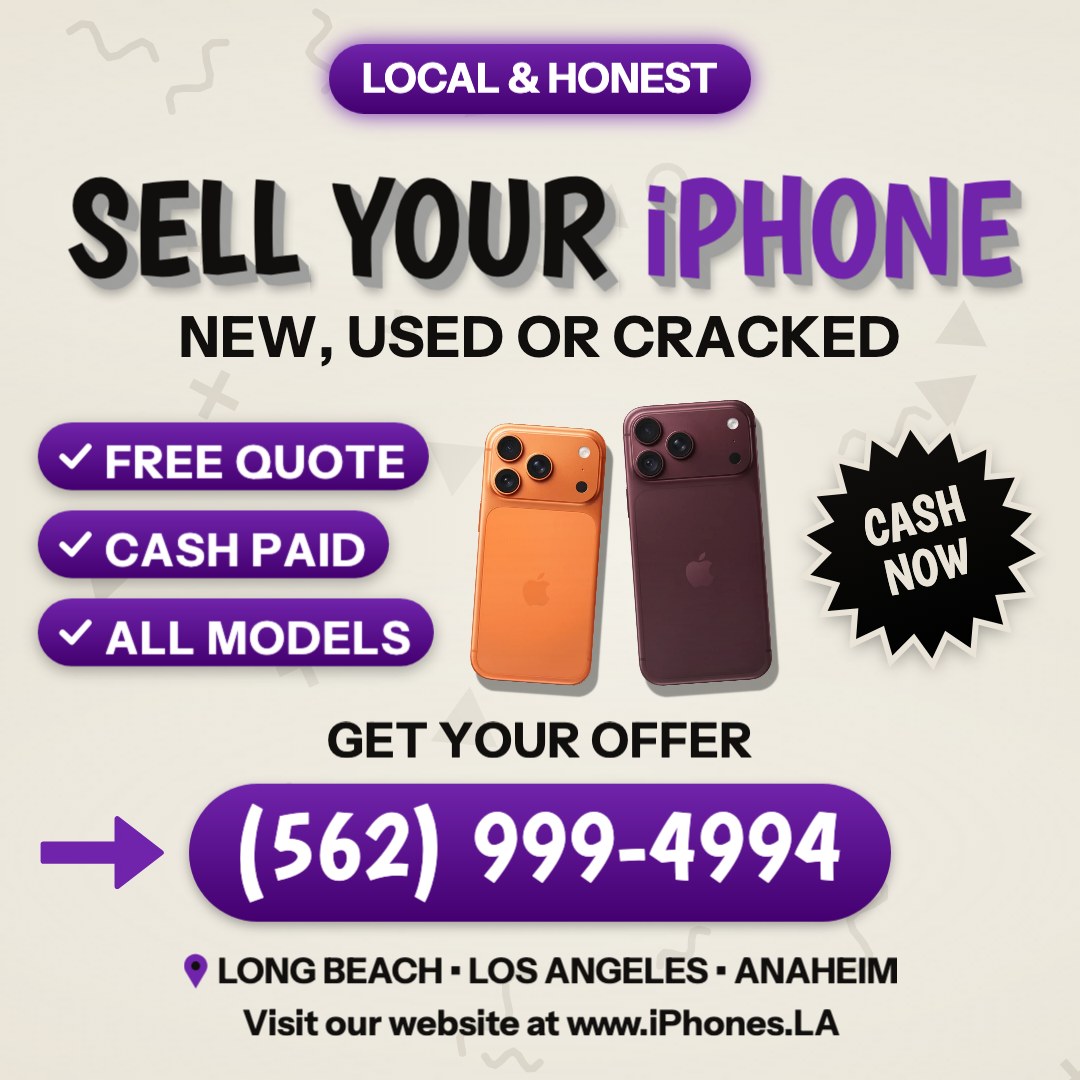 LOCAL & HONEST
SELL YOUR iPHONE
NEW, USED OR CRACKED
FREE QUOTE
CASH PAID
ALL MODELS
CASH
NOW
GET YOUR OFFER
(562) 999-4994
LONG BEACH ▪ LOS ANGELES ▪ ANAHEIM
Visit our website at www.iPhones.LA